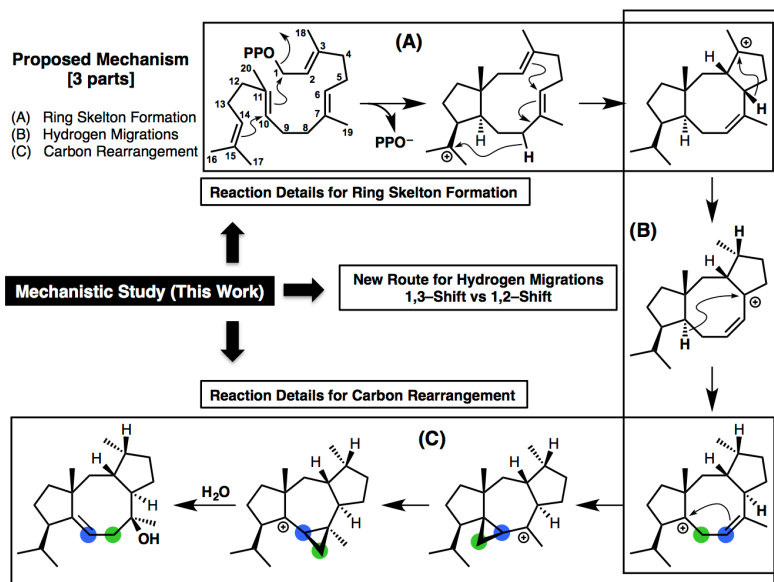 Proposed Mechanism
[3 parts]
(A) Ring Skelton Formation
(B) Hydrogen Migrations
(C) Carbon Rearrangement
(A)
18
PPO
3
4
20
1
2
5
12
11
6
13
7
14
10
19
9
8
15
16
17
PPO–
H
⊕
⊕
H
H
H
Reaction Details for Ring Skelton Formation
(B)
H
H
⊕
H
Mechanistic Study (This Work)
New Route for Hydrogen Migrations
1,3–Shift vs 1,2–Shift
Reaction Details for Carbon Rearrangement
(C)
H
H
H
OH
H2O
H
H
H
⊕
H
H
H
⊕
H
H
H
⊕